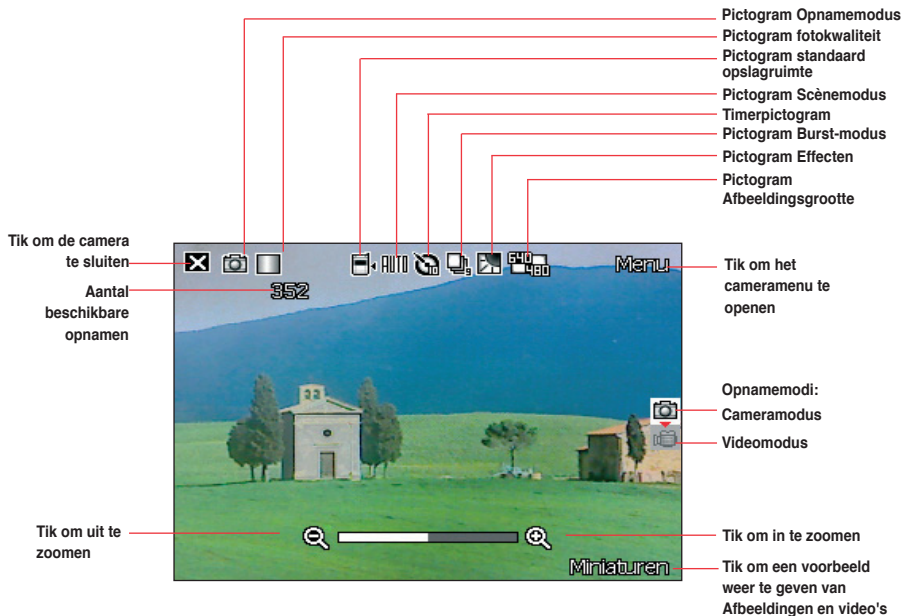 Pictogram Opnamemodus
Pictogram fotokwaliteit
Pictogram standaard
opslagruimte
Pictogram Scènemodus
Timerpictogram
Pictogram Burst-modus
Pictogram Effecten
Pictogram
Afbeeldingsgrootte
Tik om de camera
te sluiten
Aantal
beschikbare
opnamen
AUTO
10
9
640
480
Menu
352
Tik om het
cameramenu te
openen
Opnamemodi:
Cameramodus
Videomodus
Tik om uit te
zoomen
Tik om in te zoomen
Miniaturen
Tik om een voorbeeld
weer te geven van
Afbeeldingen en video's